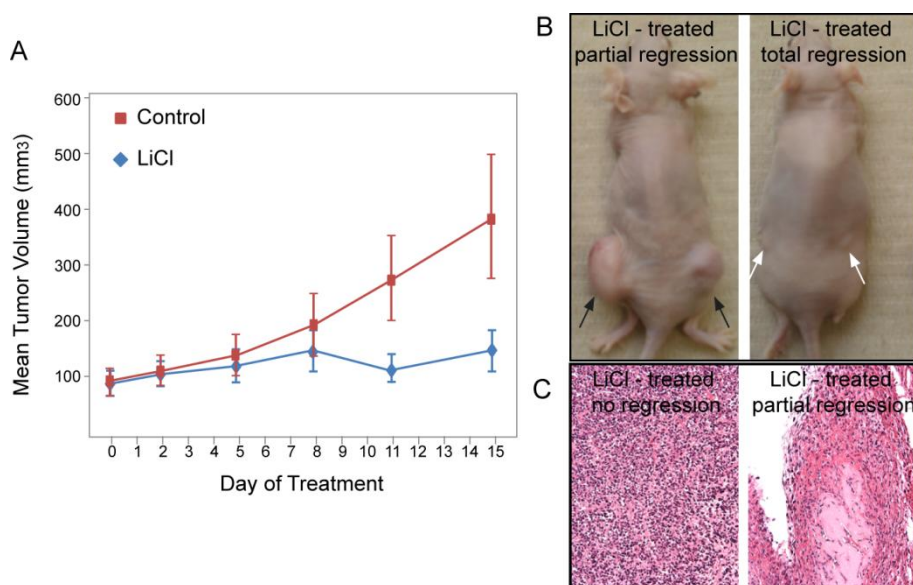 A
600
500
400
300
200
100
Mean Tumor Volume (mm3)
Control
LiCl
0 1 2 3 4 5 6 7 8 9 10 11 12 13 14 15
Day of Treatment
B
LiCl - treated
partial regression
LiCl - treated
total regression
C
LiCl - treated
no regression
LiCl - treated
partial regression